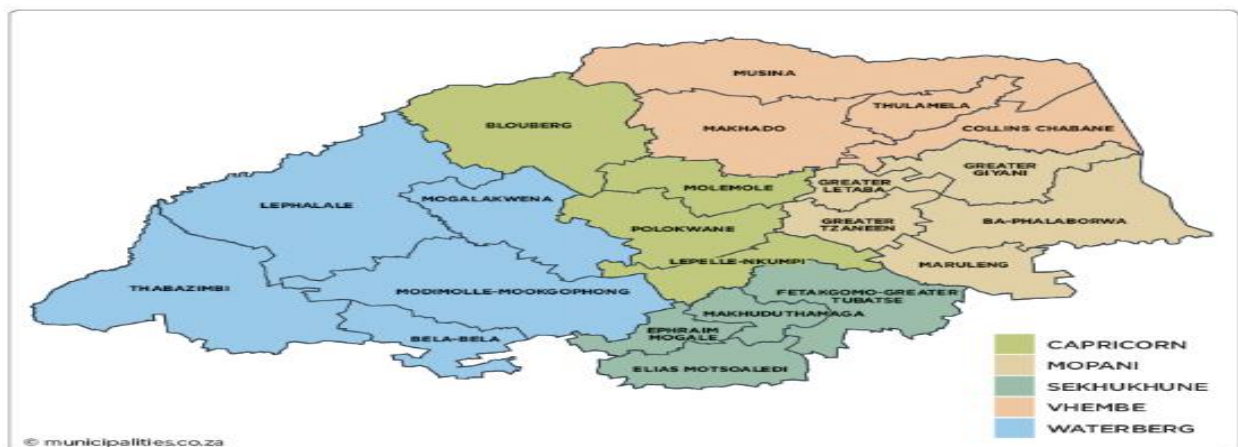 MUSINA
THULAMELA
BLOUBERG
MAKHADO
COLLINS CHABANE
GREATER
GIYANI
MOLEMOLE
GREATER
LETABA
LEPHALALE
MOGALAKWENA
POLOKWANE
GREATER
TZANEEN
BA-PHALABORWA
LEPELLE-NKUMPI
MARULENG
THABAZIMBI
MODIMOLLE-MOOKGOPHONG
FETAKGOMO-GREATER
TUBATSE
MAKHUDUTHAMAGA
EPHRAIM
MOGALE
BELA-BELA
ELIAS MOTSOALEDI
CAPRICORN
MOPANI
SEKHUKHUNE
VHEMBE
WATERBERG
© municipalities.co.za